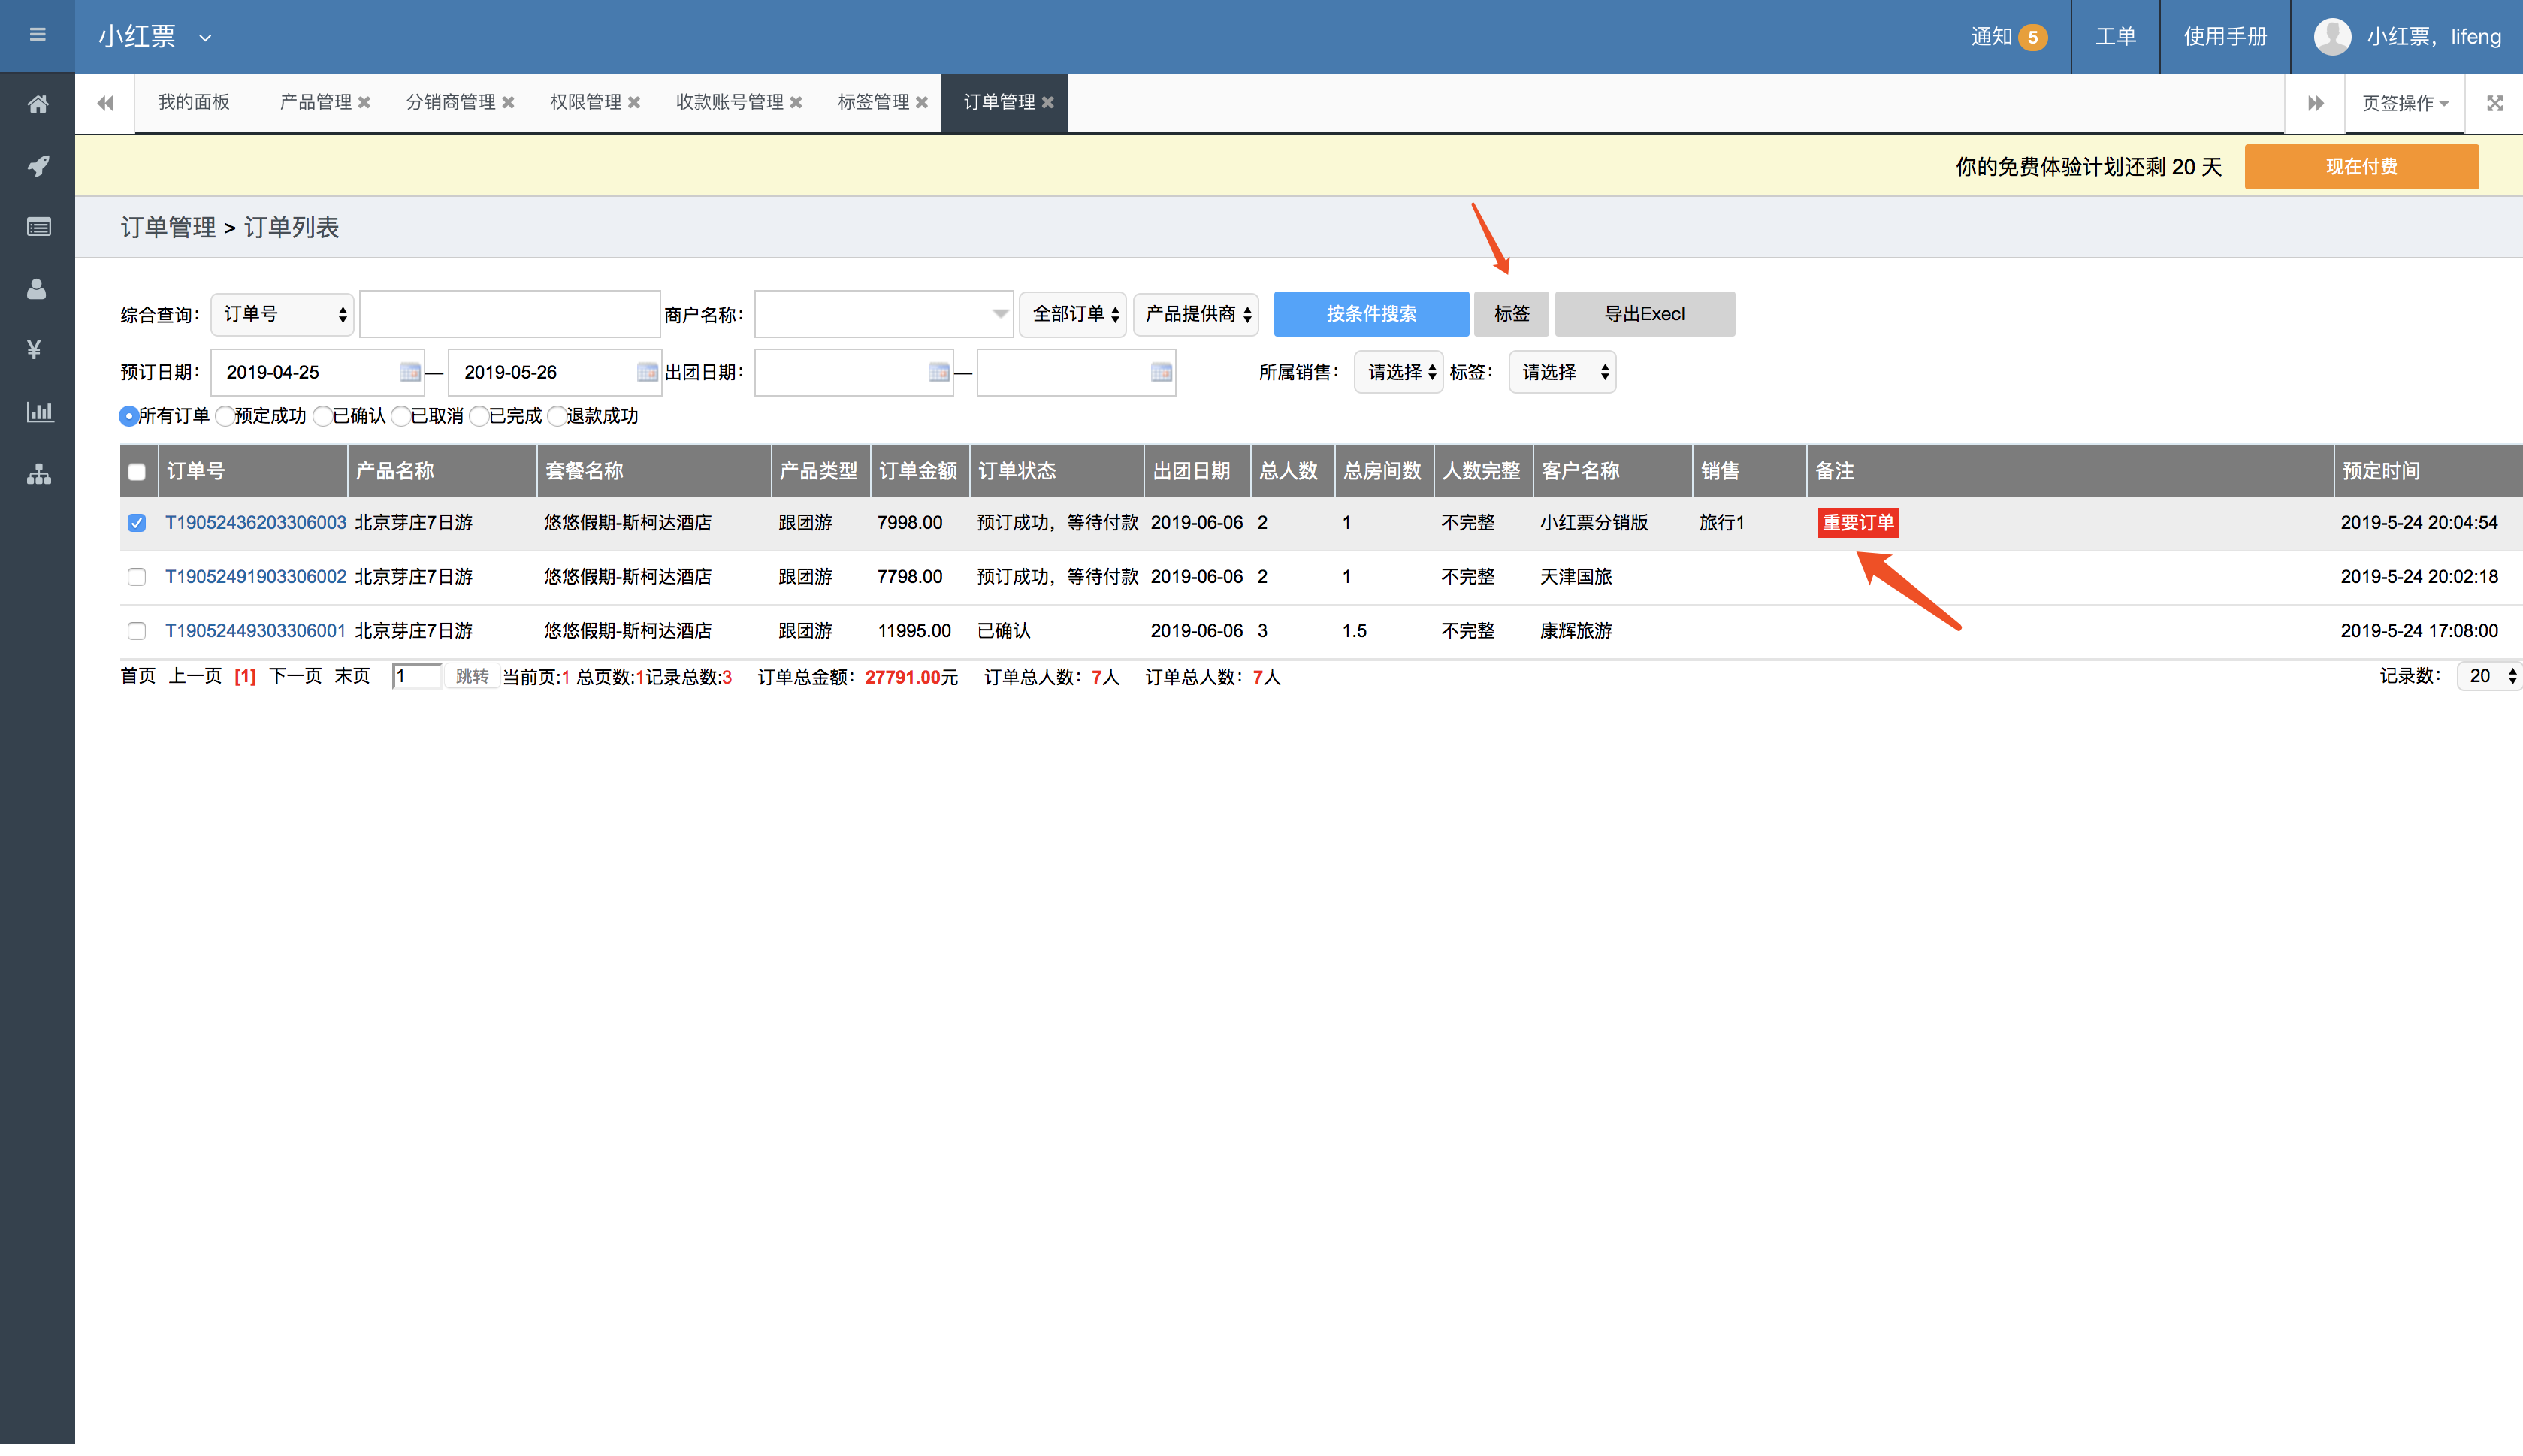 小红票 通知 5 工单 使用手册 小红票，lifeng
我的面板 产品管理 分销商管理 权限管理 收款账号管理 标签管理 订单管理 页签操作
你的免费体验计划还剩 20 天 现在付费
订单管理 > 订单列表
综合查询： 订单号 商户名称： 全部订单 产品提供商 按条件搜索 标签 导出Execl
预订日期： 2019-04-25 — 2019-05-26 出团日期： — 所属销售： 请选择 标签： 请选择
所有订单 预定成功 已确认 已取消 已完成 退款成功
订单号 产品名称 套餐名称 产品类型 订单金额 订单状态 出团日期 总人数 总房间数 人数完整 客户名称 销售 备注 预定时间
T19052436203306003 北京芽庄7日游 悠悠假期-斯柯达酒店 跟团游 7998.00 预订成功，等待付款 2019-06-06 2 1 不完整 小红票分销版 旅行1 重要订单 2019-5-24 20:04:54
T19052491903306002 北京芽庄7日游 悠悠假期-斯柯达酒店 跟团游 7798.00 预订成功，等待付款 2019-06-06 2 1 不完整 天津国旅 2019-5-24 20:02:18
T19052449303306001 北京芽庄7日游 悠悠假期-斯柯达酒店 跟团游 11995.00 已确认 2019-06-06 3 1.5 不完整 康辉旅游 2019-5-24 17:08:00
首页 上一页 [1] 下一页 末页 1 跳转 当前页:1 总页数:1记录总数:3 订单总金额：27791.00元 订单总人数：7人 订单总人数：7人 记录数： 20